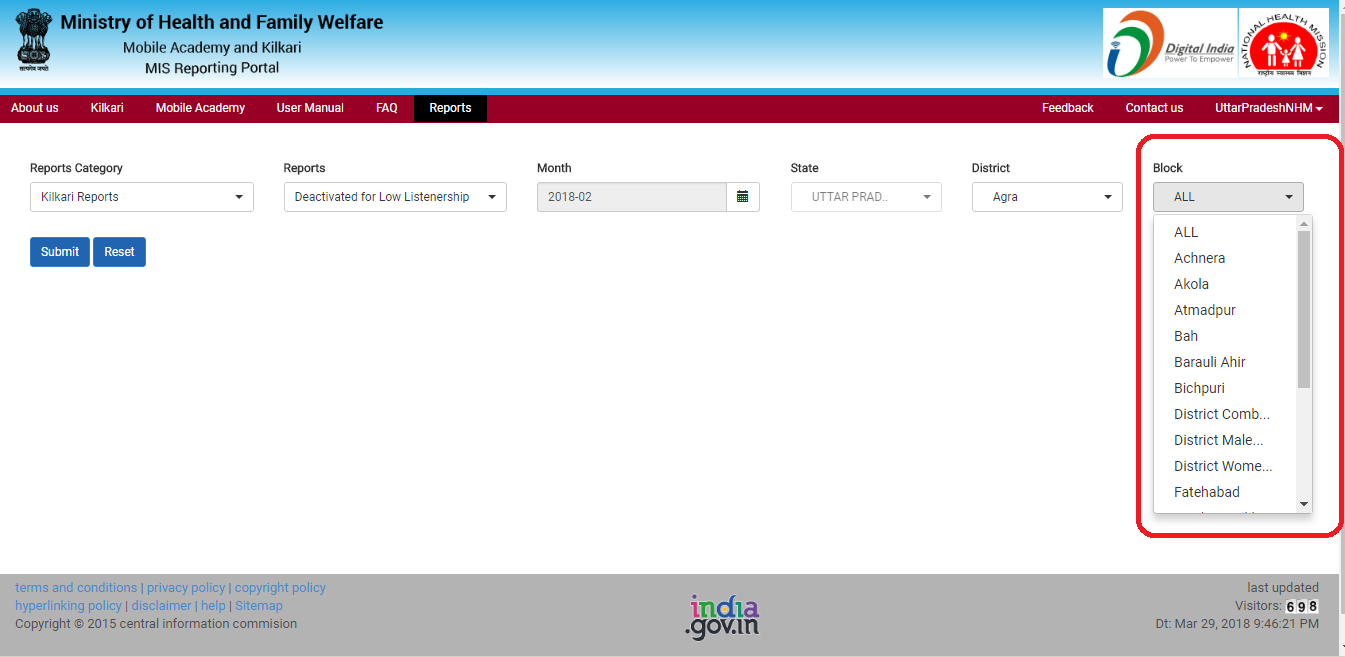 Ministry of Health and Family Welfare
Mobile Academy and Kilkari
MIS Reporting Portal
सत्यमेव जयते
Digital India
Power To Empower
NATIONAL HEALTH MISSION
राष्ट्रीय स्वास्थ्य मिशन
About us Kilkari Mobile Academy User Manual FAQ Reports Feedback Contact us UttarPradeshNHM
Reports Category Reports Month State District Block
Kilkari Reports Deactivated for Low Listenership 2018-02 UTTAR PRAD.. Agra ALL
Submit Reset
ALL
Achnera
Akola
Atmadpur
Bah
Barauli Ahir
Bichpuri
District Comb...
District Male...
District Wome...
Fatehabad
terms and conditions | privacy policy | copyright policy
hyperlinking policy | disclaimer | help | Sitemap
Copyright © 2015 central information commision
india
.gov.in
last updated
Visitors: 698
Dt: Mar 29, 2018 9:46:21 PM